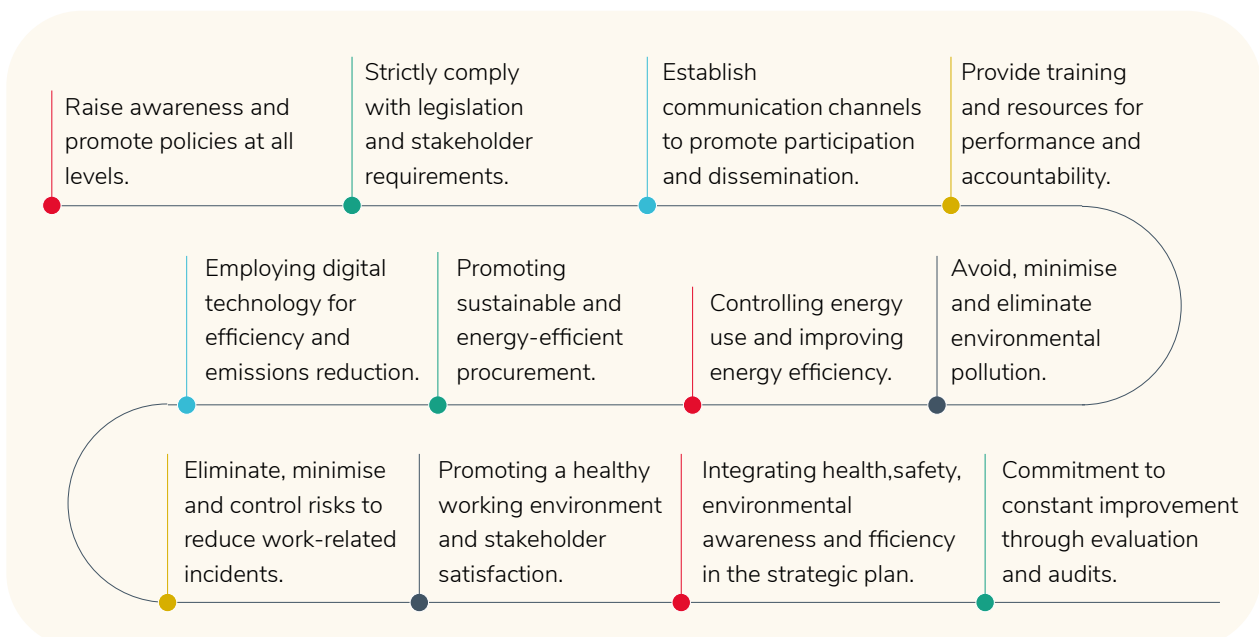 Raise awareness and
promote policies at all
levels.
Strictly comply
with legislation
and stakeholder
requirements.
Establish
communication channels
to promote participation
and dissemination.
Provide training
and resources for
performance and
accountability.
Avoid, minimise
and eliminate
environmental
pollution.
Controlling energy
use and improving
energy efficiency.
Promoting
sustainable and
energy-efficient
procurement.
Employing digital
technology for
efficiency and
emissions reduction.
Eliminate, minimise
and control risks to
reduce work-related
incidents.
Promoting a healthy
working environment
and stakeholder
satisfaction.
Integrating health,safety,
environmental
awareness and fficiency
in the strategic plan.
Commitment to
constant improvement
through evaluation
and audits.